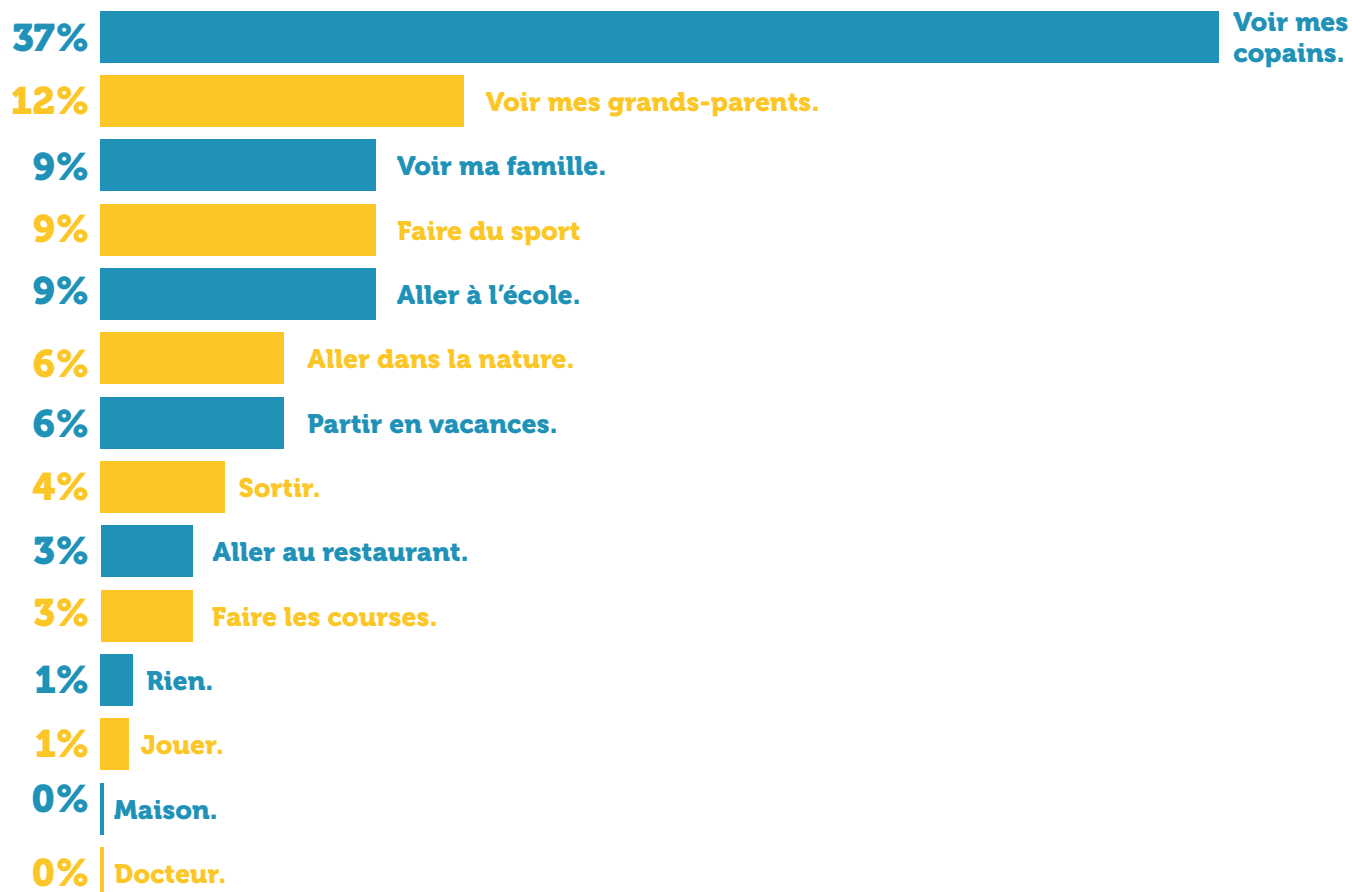 37% Voir mes
copains.
12% Voir mes grands-parents.
9% Voir ma famille.
9% Faire du sport
9% Aller à l’école.
6% Aller dans la nature.
6% Partir en vacances.
4% Sortir.
3% Aller au restaurant.
3% Faire les courses.
1% Rien.
1% Jouer.
0% Maison.
0% Docteur.